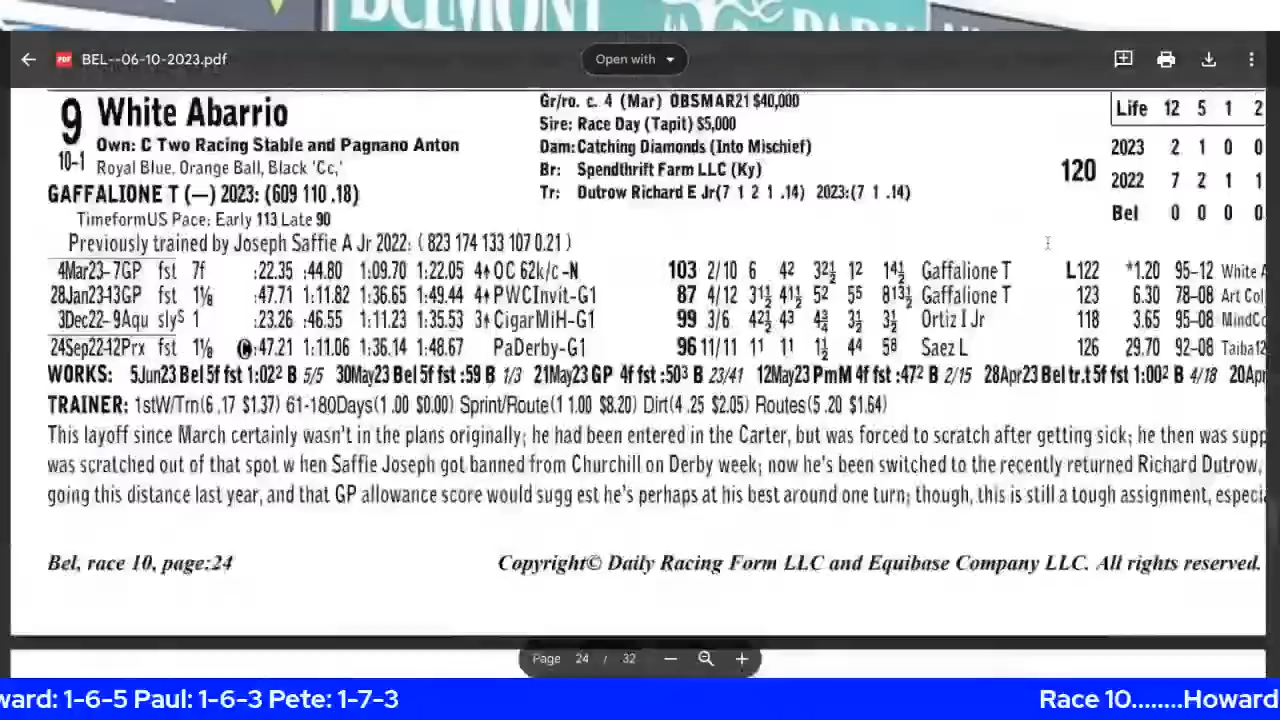 BELMONT PARK
BEL--06-10-2023.pdf
Open with
9 White Abarrio
10-1
Own: C Two Racing Stable and Pagnano Anton
Royal Blue, Orange Ball, Black 'Cc,'
GAFFALIONE T (—) 2023: (609 110 .18)
TimeformUS Pace: Early 113 Late 90
Gr/ro. c. 4 (Mar) OBSMAR21 $40,000
Sire: Race Day (Tapit) $5,000
Dam: Catching Diamonds (Into Mischief)
Br: Spendthrift Farm LLC (Ky)
Tr: Dutrow Richard E Jr(7 1 2 1 .14) 2023:(7 1 .14)
120
Life 12 5 1 2
2023 2 1 0 0
2022 7 2 1 1
Bel 0 0 0 0
Previously trained by Joseph Saffie A Jr 2022: ( 823 174 133 107 0.21 )
4Mar23-7GP fst 7f :22.35 :44.80 1:09.70 1:22.05 4↑ OC 62k/c-N 103 2/10 6 4² 3²½ 1² 1⁴½ Gaffalione T L122 *1.20 95-12 White A
28Jan23-13GP fst 1⅛ :47.71 1:11.82 1:36.65 1:49.44 4↑ PWCInvit-G1 87 4/12 3¹½ 4¹½ 5² 5⁵ 8¹³½ Gaffalione T 123 6.30 78-08 Art Col
3Dec22-9Aqu slyS 1 :23.26 :46.55 1:11.23 1:35.53 3↑ CigarMiH-G1 99 3/6 4²½ 4³ 4¾ 3½ 3½ Ortiz I Jr 118 3.65 95-08 MindCo
24Sep22-12Prx fst 1⅛ :47.21 1:11.06 1:36.14 1:48.67 PaDerby-G1 96 11/11 1¹ 1¹ 1½ 4⁴ 5⁸ Saez L 126 29.70 92-08 Taiba12
WORKS: 5Jun23 Bel 5f fst 1:02² B 5/5 30May23 Bel 5f fst :59 B 1/3 21May23 GP 4f fst :50³ B 23/41 12May23 PmM 4f fst :47² B 2/15 28Apr23 Bel tr.t 5f fst 1:00² B 4/18 20Ap
TRAINER: 1stW/Trn(6 .17 $1.37) 61-180Days(1 .00 $0.00) Sprint/Route(1 1.00 $8.20) Dirt(4 .25 $2.05) Routes(5 .20 $1.64)
This layoff since March certainly wasn't in the plans originally; he had been entered in the Carter, but was forced to scratch after getting sick; he then was supp
was scratched out of that spot w hen Saffie Joseph got banned from Churchill on Derby week; now he's been switched to the recently returned Richard Dutrow,
going this distance last year, and that GP allowance score would sugg est he's perhaps at his best around one turn; though, this is still a tough assignment, especi
Bel, race 10, page:24
Copyright© Daily Racing Form LLC and Equibase Company LLC. All rights reserved.
Page 24 / 32
ward: 1-6-5 Paul: 1-6-3 Pete: 1-7-3
Race 10........Howard